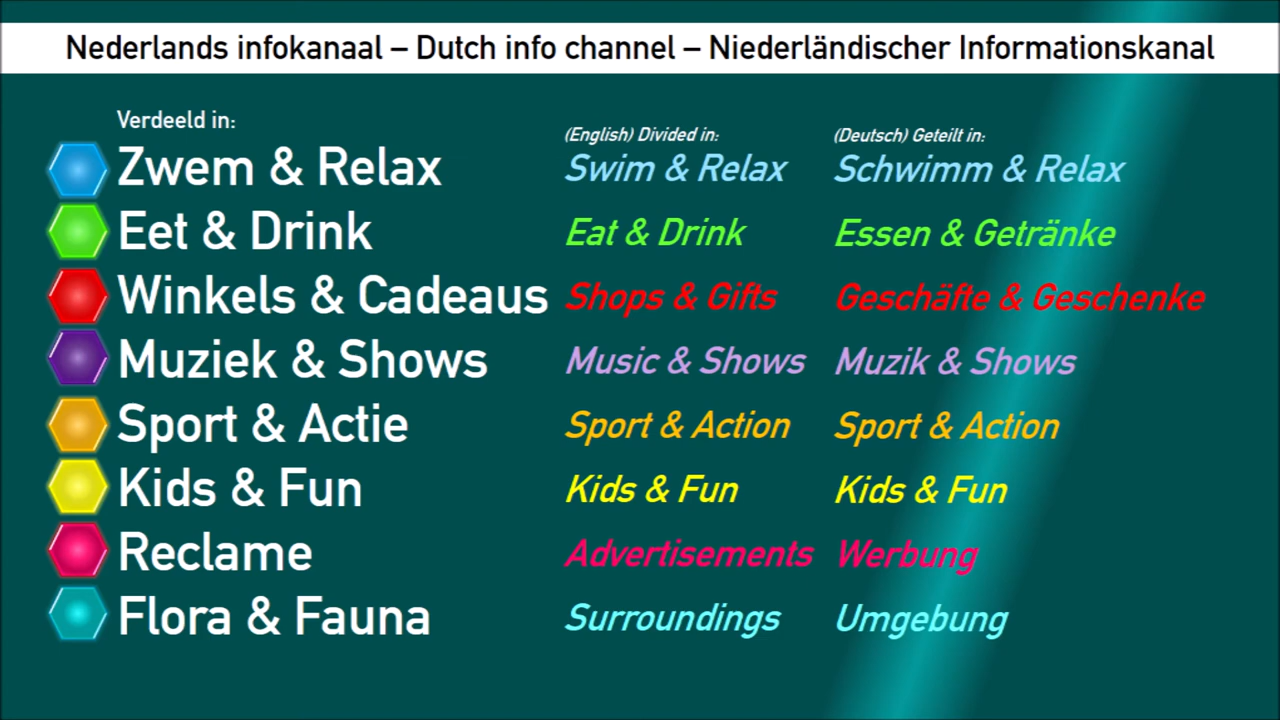 Nederlands infokanaal – Dutch info channel – Niederländischer Informationskanal
Verdeeld in: (English) Divided in: (Deutsch) Geteilt in:
Zwem & Relax Swim & Relax Schwimm & Relax
Eet & Drink Eat & Drink Essen & Getränke
Winkels & Cadeaus Shops & Gifts Geschäfte & Geschenke
Muziek & Shows Music & Shows Muzik & Shows
Sport & Actie Sport & Action Sport & Action
Kids & Fun Kids & Fun Kids & Fun
Reclame Advertisements Werbung
Flora & Fauna Surroundings Umgebung